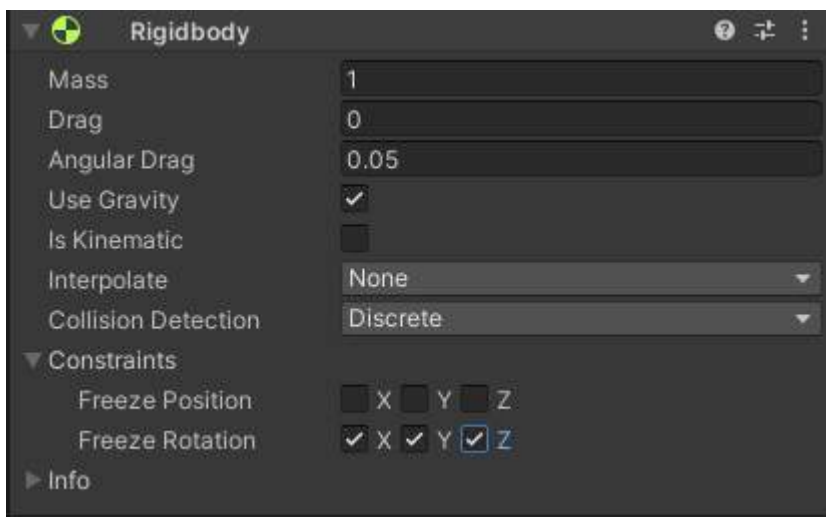 Rigidbody
Mass 1
Drag 0
Angular Drag 0.05
Use Gravity
Is Kinematic
Interpolate None
Collision Detection Discrete
Constraints
Freeze Position X Y Z
Freeze Rotation X Y Z
Info